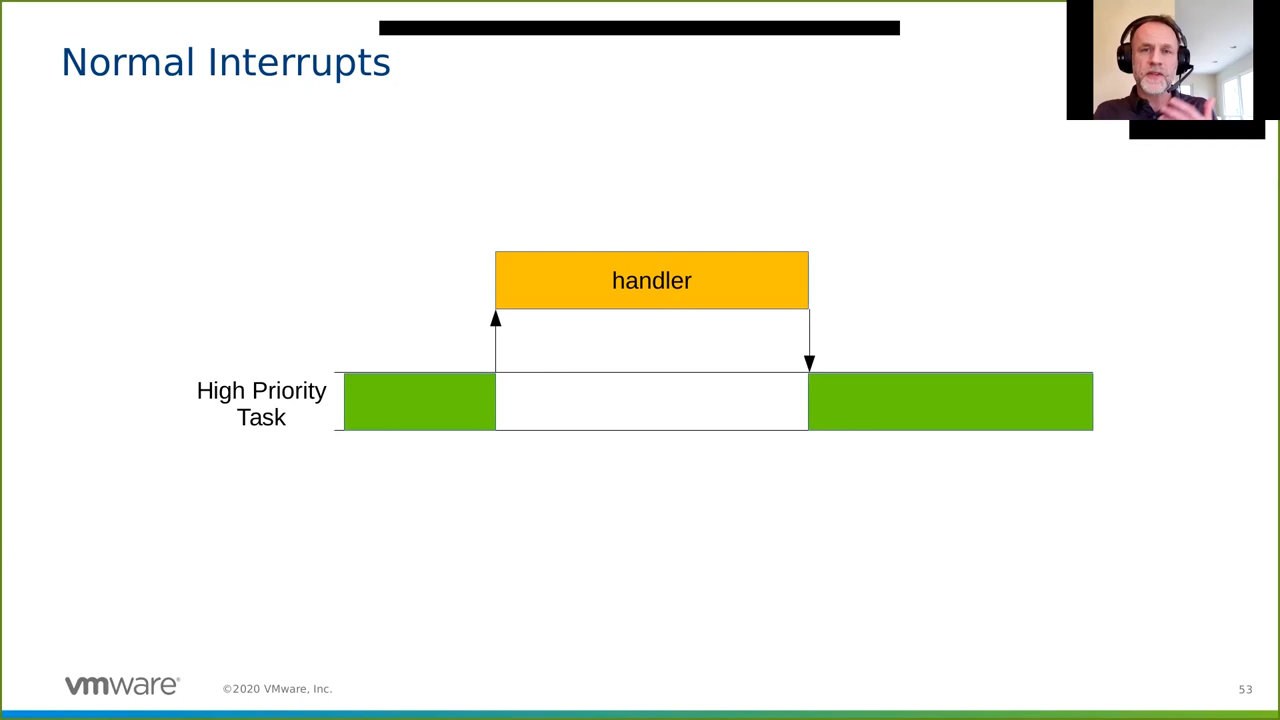 Normal Interrupts
handler
High Priority
Task
vmware®
©2020 VMware, Inc.
53